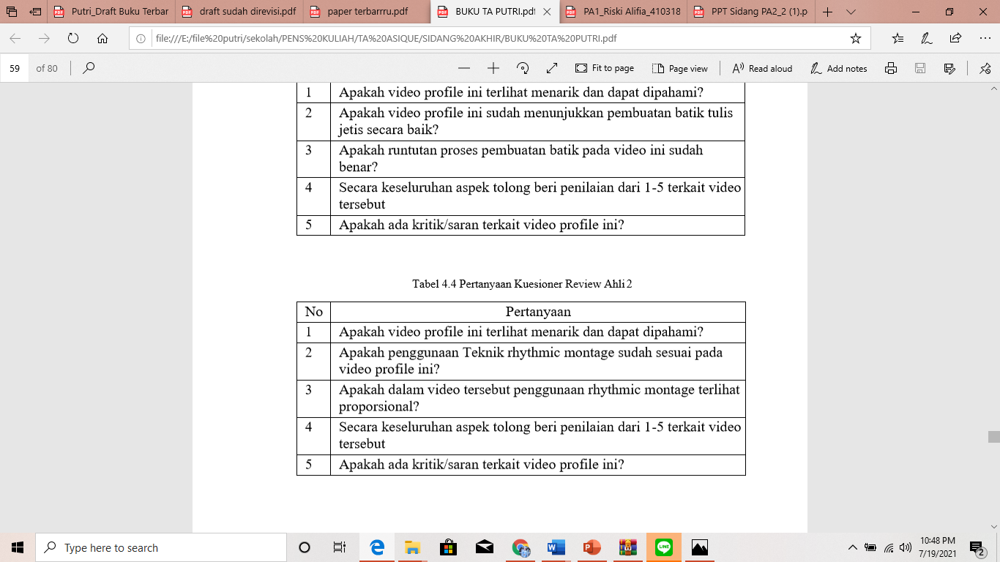 Putri_Draft Buku Terbar
draft sudah direvisi.pdf
paper terbarrru.pdf
BUKU TA PUTRI.pdf
PA1_Riski Alifia_410318
PPT Sidang PA2_2 (1).p
file:///E:/file%20putri/sekolah/PENS%20KULIAH/TA%20ASIQUE/SIDANG%20AKHIR/BUKU%20TA%20PUTRI.pdf
59 of 80
Fit to page
Page view
Read aloud
Add notes
1 Apakah video profile ini terlihat menarik dan dapat dipahami?
2 Apakah video profile ini sudah menunjukkan pembuatan batik tulis
jetis secara baik?
3 Apakah runtutan proses pembuatan batik pada video ini sudah
benar?
4 Secara keseluruhan aspek tolong beri penilaian dari 1-5 terkait video
tersebut
5 Apakah ada kritik/saran terkait video profile ini?
Tabel 4.4 Pertanyaan Kuesioner Review Ahli 2
No Pertanyaan
1 Apakah video profile ini terlihat menarik dan dapat dipahami?
2 Apakah penggunaan Teknik rhythmic montage sudah sesuai pada
video profile ini?
3 Apakah dalam video tersebut penggunaan rhythmic montage terlihat
proporsional?
4 Secara keseluruhan aspek tolong beri penilaian dari 1-5 terkait video
tersebut
5 Apakah ada kritik/saran terkait video profile ini?
Type here to search
LINE
10:48 PM
7/19/2021
2